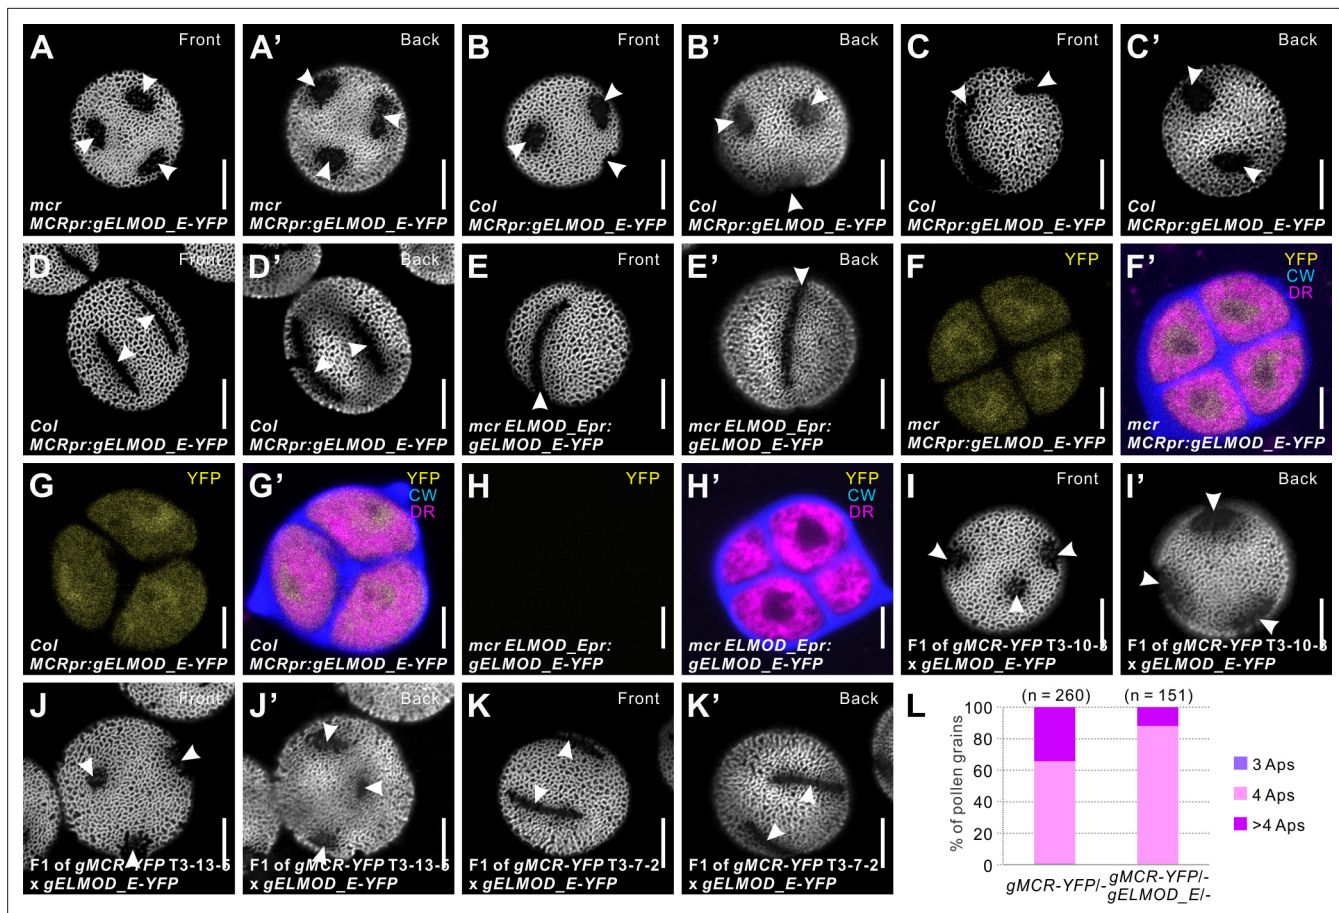 A Front
mcr
MCRpr:gELMOD_E-YFP
A' Back
mcr
MCRpr:gELMOD_E-YFP
B Front
Col
MCRpr:gELMOD_E-YFP
B' Back
Col
MCRpr:gELMOD_E-YFP
C Front
Col
MCRpr:gELMOD_E-YFP
C' Back
Col
MCRpr:gELMOD_E-YFP
D Front
Col
MCRpr:gELMOD_E-YFP
D' Back
Col
MCRpr:gELMOD_E-YFP
E Front
mcr ELMOD_Epr:
gELMOD_E-YFP
E' Back
mcr ELMOD_Epr:
gELMOD_E-YFP
F YFP
mcr
MCRpr:gELMOD_E-YFP
F' YFP
CW
DR
mcr
MCRpr:gELMOD_E-YFP
G YFP
Col
MCRpr:gELMOD_E-YFP
G' YFP
CW
DR
Col
MCRpr:gELMOD_E-YFP
H YFP
mcr ELMOD_Epr:
gELMOD_E-YFP
H' YFP
CW
DR
mcr ELMOD_Epr:
gELMOD_E-YFP
I Front
F1 of gMCR-YFP T3-10-3
x gELMOD_E-YFP
I' Back
F1 of gMCR-YFP T3-10-3
x gELMOD_E-YFP
J Front
F1 of gMCR-YFP T3-13-5
x gELMOD_E-YFP
J' Back
F1 of gMCR-YFP T3-13-5
x gELMOD_E-YFP
K Front
F1 of gMCR-YFP T3-7-2
x gELMOD_E-YFP
K' Back
F1 of gMCR-YFP T3-7-2
x gELMOD_E-YFP
L
(n = 260) (n = 151)
% of pollen grains
100
80
60
40
20
0
3 Aps
4 Aps
>4 Aps
gMCR-YFP/-
gMCR-YFP/-
gELMOD_E/-